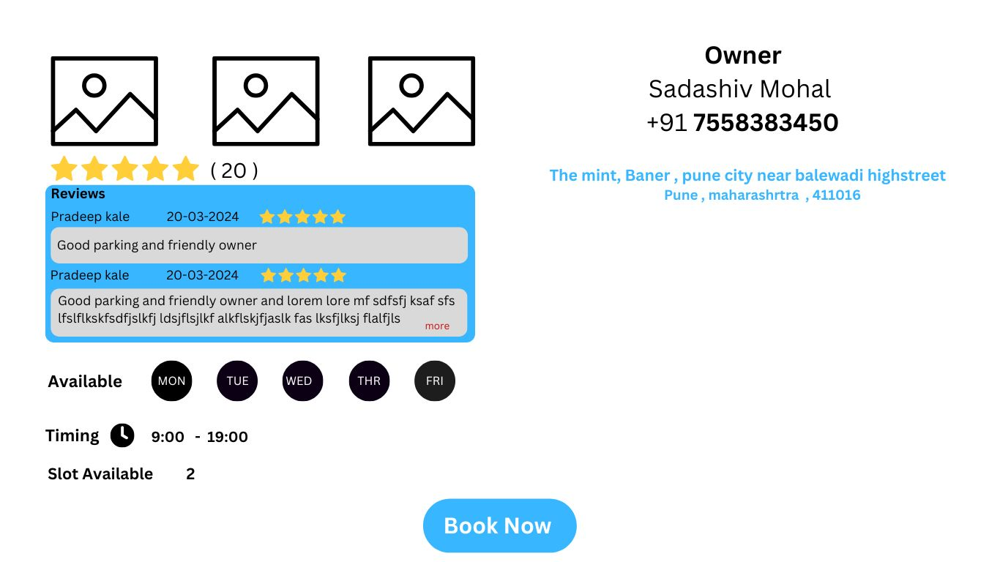 Owner
Sadashiv Mohal
+91 7558383450
The mint, Baner , pune city near balewadi highstreet
Pune , maharashrtra , 411016
( 20 )
Reviews
Pradeep kale 20-03-2024
Good parking and friendly owner
Pradeep kale 20-03-2024
Good parking and friendly owner and lorem lore mf sdfsfj ksaf sfs
lfslflskskfsdfjslkfj ldsjflsjlkf alkflskjfjaslk fas lksfjlksj flalfjls
more
Available MON TUE WED THR FRI
Timing 9:00 - 19:00
Slot Available 2
Book Now